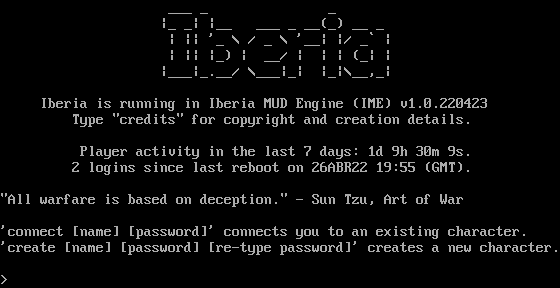 Iberia
Iberia is running in Iberia MUD Engine (IME) v1.0.220423
Type "credits" for copyright and creation details.
Player activity in the last 7 days: 1d 9h 30m 9s.
2 logins since last reboot on 26ABR22 19:55 (GMT).
"All warfare is based on deception." - Sun Tzu, Art of War
'connect [name] [password]' connects you to an existing character.
'create [name] [password] [re-type password]' creates a new character.
>